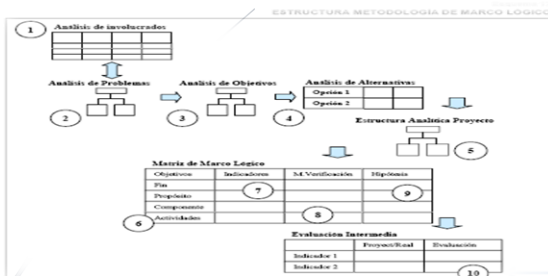 ESTRUCTURA METODOLOGIA DE MARCO LOGICO
1
Análisis de involucrados
Análisis de Problemas
Análisis de Objetivos
Análisis de Alternativas
Opción 1
Opción 2
2
3
4
Estructura Analítica Proyecto
5
Matriz de Marco Lógico
Objetivos Indicadores M.Verificación Hipótesis
Fin
Propósito
Componente
Actividades
6
7
8
9
Evaluación Intermedia
Proyect/Real Evaluación
Indicador 1
Indicador 2
10